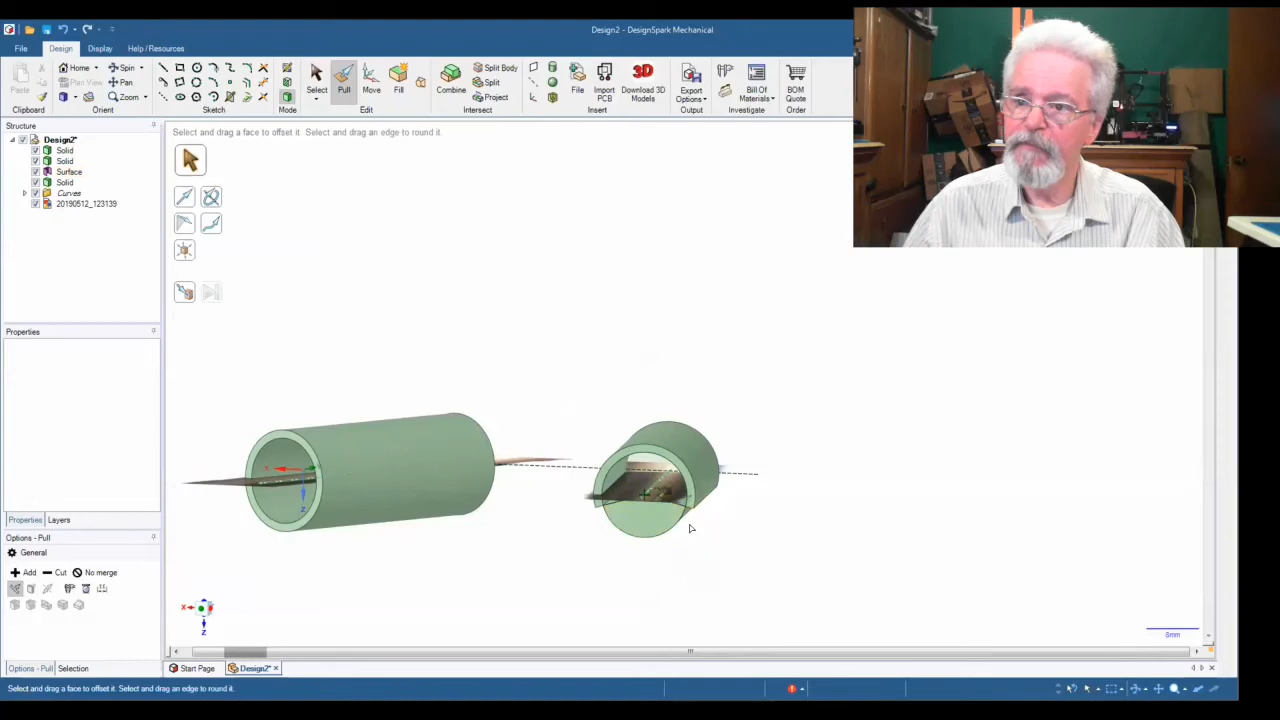 Design2 - DesignSpark Mechanical
File Design Display Help / Resources
Paste
Clipboard
Home Spin
Plan View Pan
Zoom
Orient
Sketch
Mode
Select Pull Move Fill
Edit
Combine
Split Body
Split
Project
Intersect
File Import PCB Download 3D Models
3D
Insert
Export Options
Output
Bill Of Materials
Investigate
BOM Quote
Order
Structure
Select and drag a face to offset it. Select and drag an edge to round it.
Design2*
Solid
Solid
Surface
Solid
Curves
20190512_123139
Properties
X
Z
Properties Layers
Options - Pull
General
Add Cut No merge
X
Z
8mm
Options - Pull Selection
Start Page Design2*
Select and drag a face to offset it. Select and drag an edge to round it.